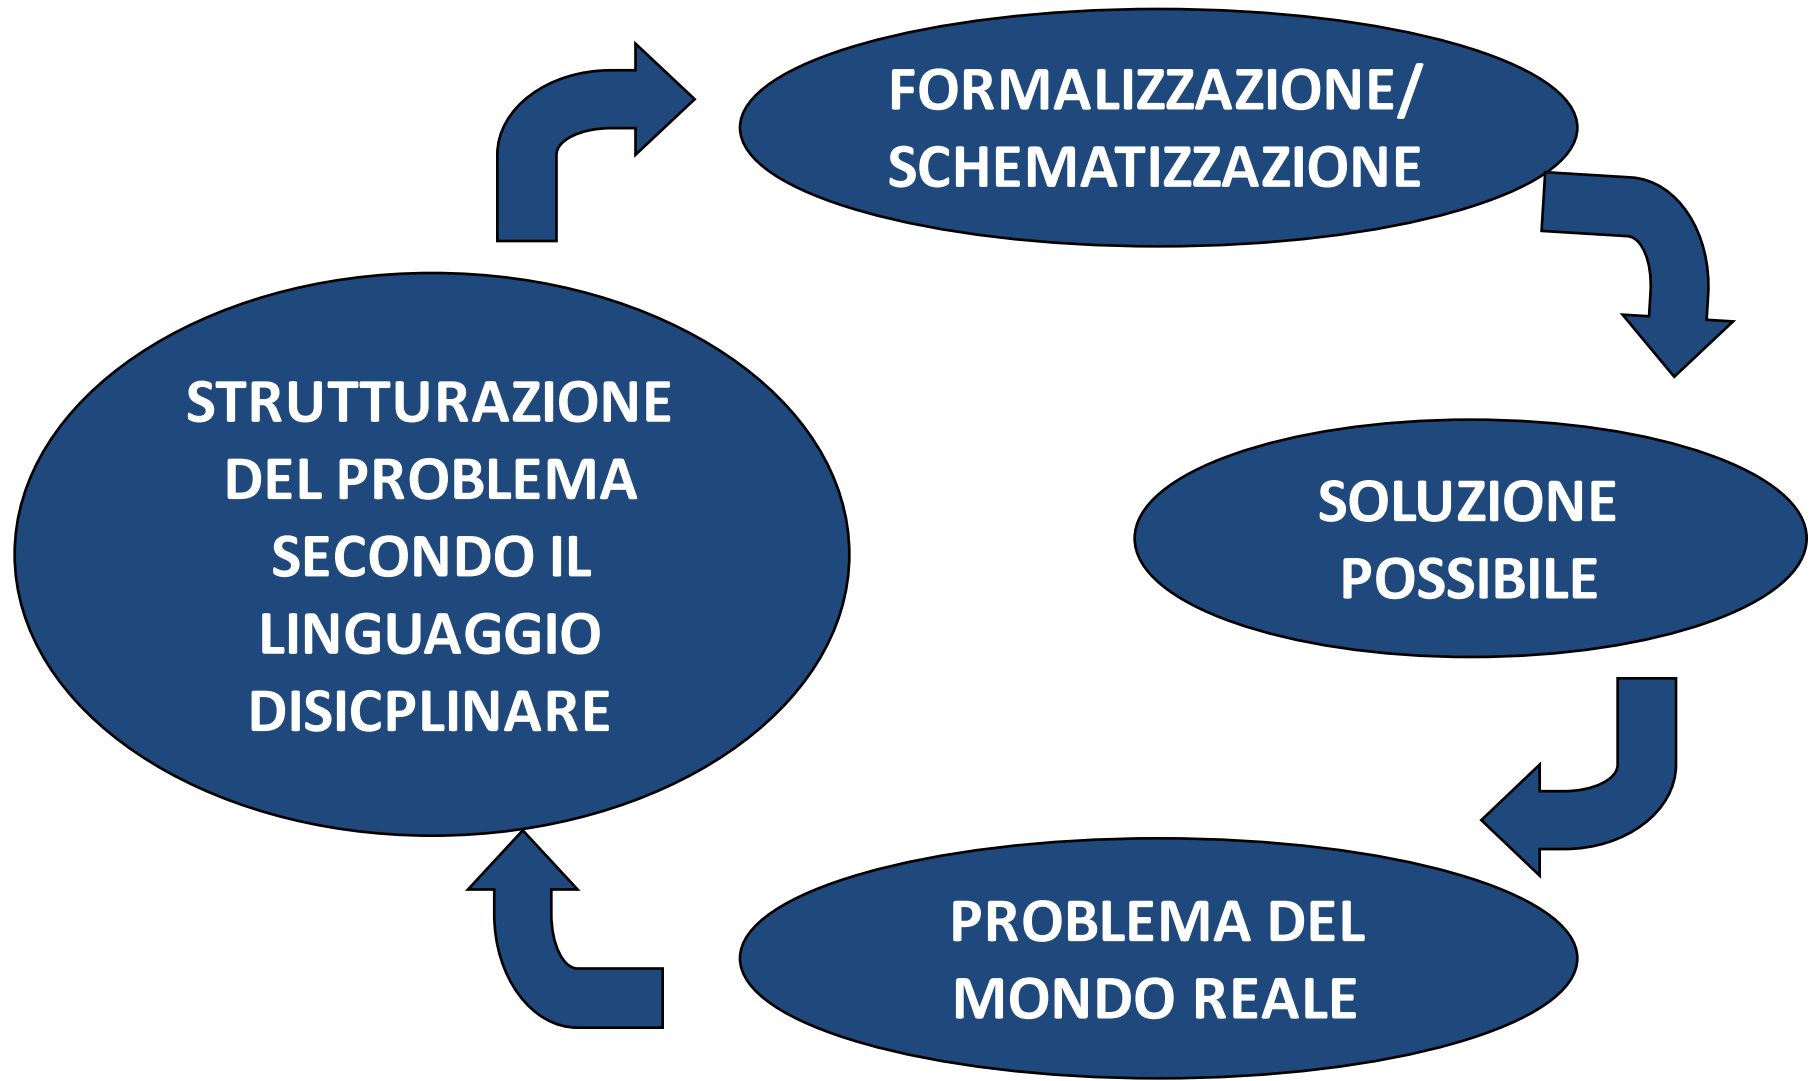 FORMALIZZAZIONE/
SCHEMATIZZAZIONE
STRUTTURAZIONE
DEL PROBLEMA
SECONDO IL
LINGUAGGIO
DISICPLINARE
SOLUZIONE
POSSIBILE
PROBLEMA DEL
MONDO REALE